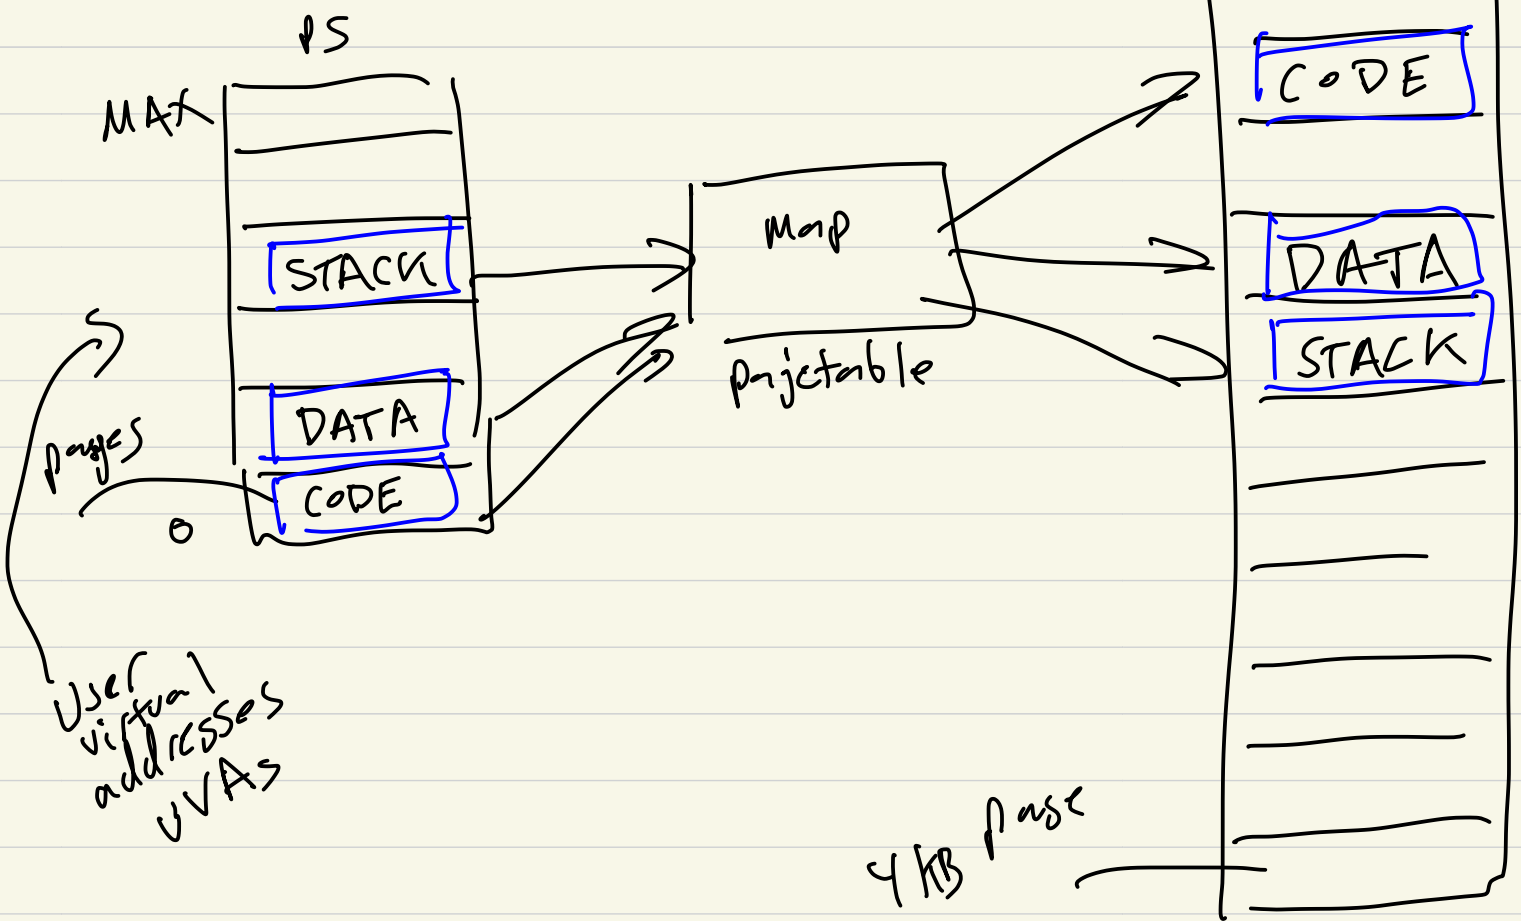 PS
MAX
STACK
DATA
CODE
0
pages
User
virtual
addresses
UVAs
Map
pagetable
CODE
DATA
STACK
4KB page